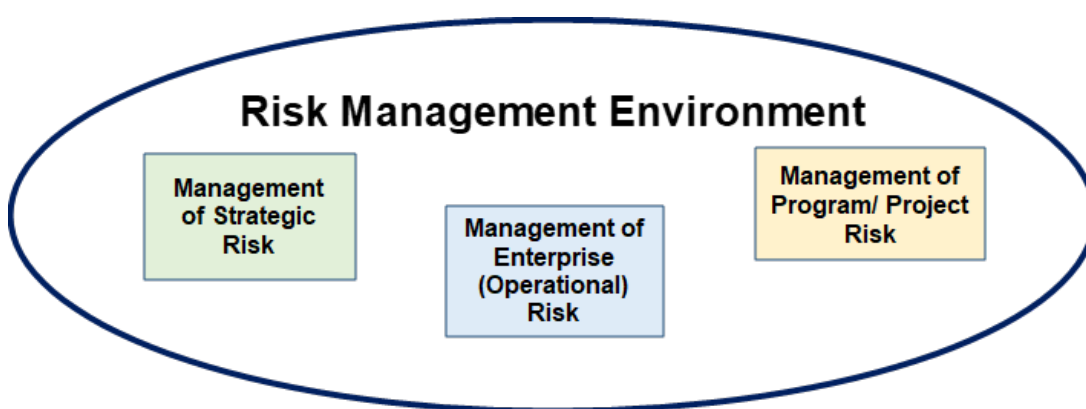 Risk Management Environment
Management
of Strategic
Risk
Management of
Enterprise
(Operational)
Risk
Management of
Program/ Project
Risk